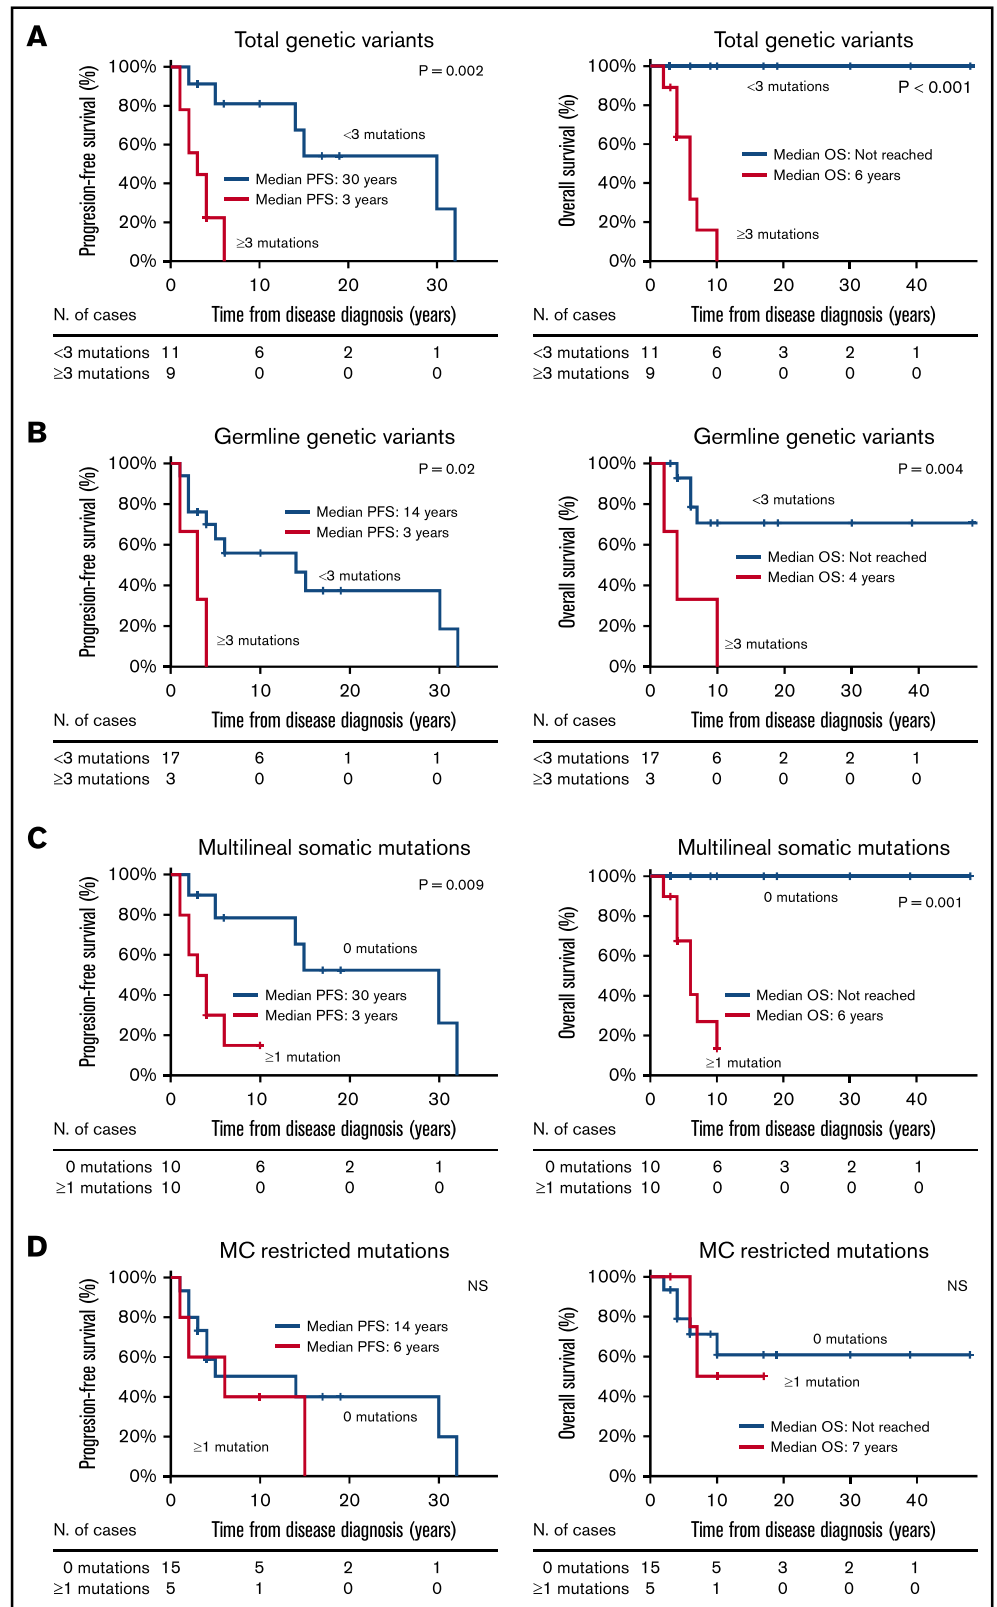 A
Total genetic variants
Progresion-free survival (%)
100%
80%
60%
40%
20%
0%
P = 0.002
<3 mutations
Median PFS: 30 years
Median PFS: 3 years
≥3 mutations
0 10 20 30
N. of cases Time from disease diagnosis (years)
<3 mutations 11 6 2 1
≥3 mutations 9 0 0 0
Total genetic variants
Overall survival (%)
100%
80%
60%
40%
20%
0%
<3 mutations
P < 0.001
Median OS: Not reached
Median OS: 6 years
≥3 mutations
0 10 20 30 40
N. of cases Time from disease diagnosis (years)
<3 mutations 11 6 3 2 1
≥3 mutations 9 0 0 0 0
B
Germline genetic variants
Progresion-free survival (%)
100%
80%
60%
40%
20%
0%
P = 0.02
Median PFS: 14 years
Median PFS: 3 years
<3 mutations
≥3 mutations
0 10 20 30
N. of cases Time from disease diagnosis (years)
<3 mutations 17 6 1 1
≥3 mutations 3 0 0 0
Germline genetic variants
Overall survival (%)
100%
80%
60%
40%
20%
0%
P = 0.004
<3 mutations
Median OS: Not reached
Median OS: 4 years
≥3 mutations
0 10 20 30 40
N. of cases Time from disease diagnosis (years)
<3 mutations 17 6 2 2 1
≥3 mutations 3 0 0 0 0
C
Multilineal somatic mutations
Progresion-free survival (%)
100%
80%
60%
40%
20%
0%
P = 0.009
0 mutations
Median PFS: 30 years
Median PFS: 3 years
≥1 mutation
0 10 20 30
N. of cases Time from disease diagnosis (years)
0 mutations 10 6 2 1
≥1 mutations 10 0 0 0
Multilineal somatic mutations
Overall survival (%)
100%
80%
60%
40%
20%
0%
0 mutations
P = 0.001
Median OS: Not reached
Median OS: 6 years
≥1 mutation
0 10 20 30 40
N. of cases Time from disease diagnosis (years)
0 mutations 10 6 3 2 1
≥1 mutations 10 0 0 0 0
D
MC restricted mutations
Progresion-free survival (%)
100%
80%
60%
40%
20%
0%
NS
Median PFS: 14 years
Median PFS: 6 years
0 mutations
≥1 mutation
0 10 20 30
N. of cases Time from disease diagnosis (years)
0 mutations 15 5 2 1
≥1 mutations 5 1 0 0
MC restricted mutations
Overall survival (%)
100%
80%
60%
40%
20%
0%
NS
0 mutations
≥1 mutation
Median OS: Not reached
Median OS: 7 years
0 10 20 30 40
N. of cases Time from disease diagnosis (years)
0 mutations 15 5 3 2 1
≥1 mutations 5 1 0 0 0